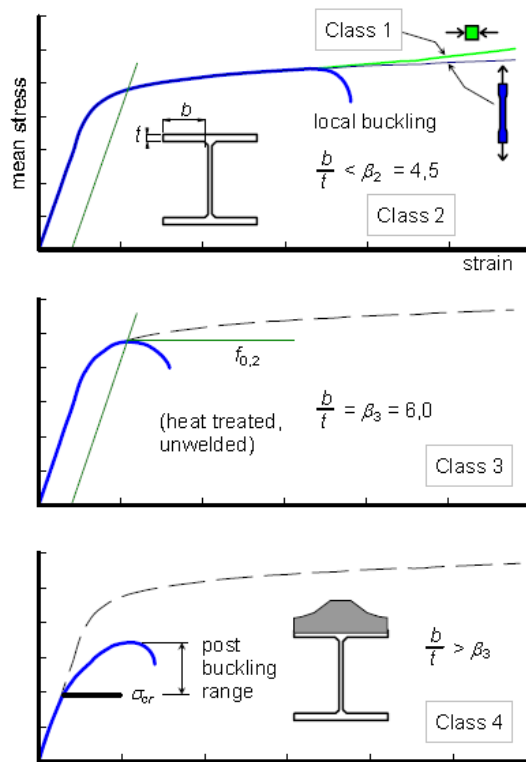 Class 1
mean stress
b
t
local buckling
b/t < β₂ = 4,5
Class 2
strain
f₀,₂
(heat treated,
unwelded)
b/t = β₃ = 6,0
Class 3
post
buckling
range
σcr
b/t > β₃
Class 4